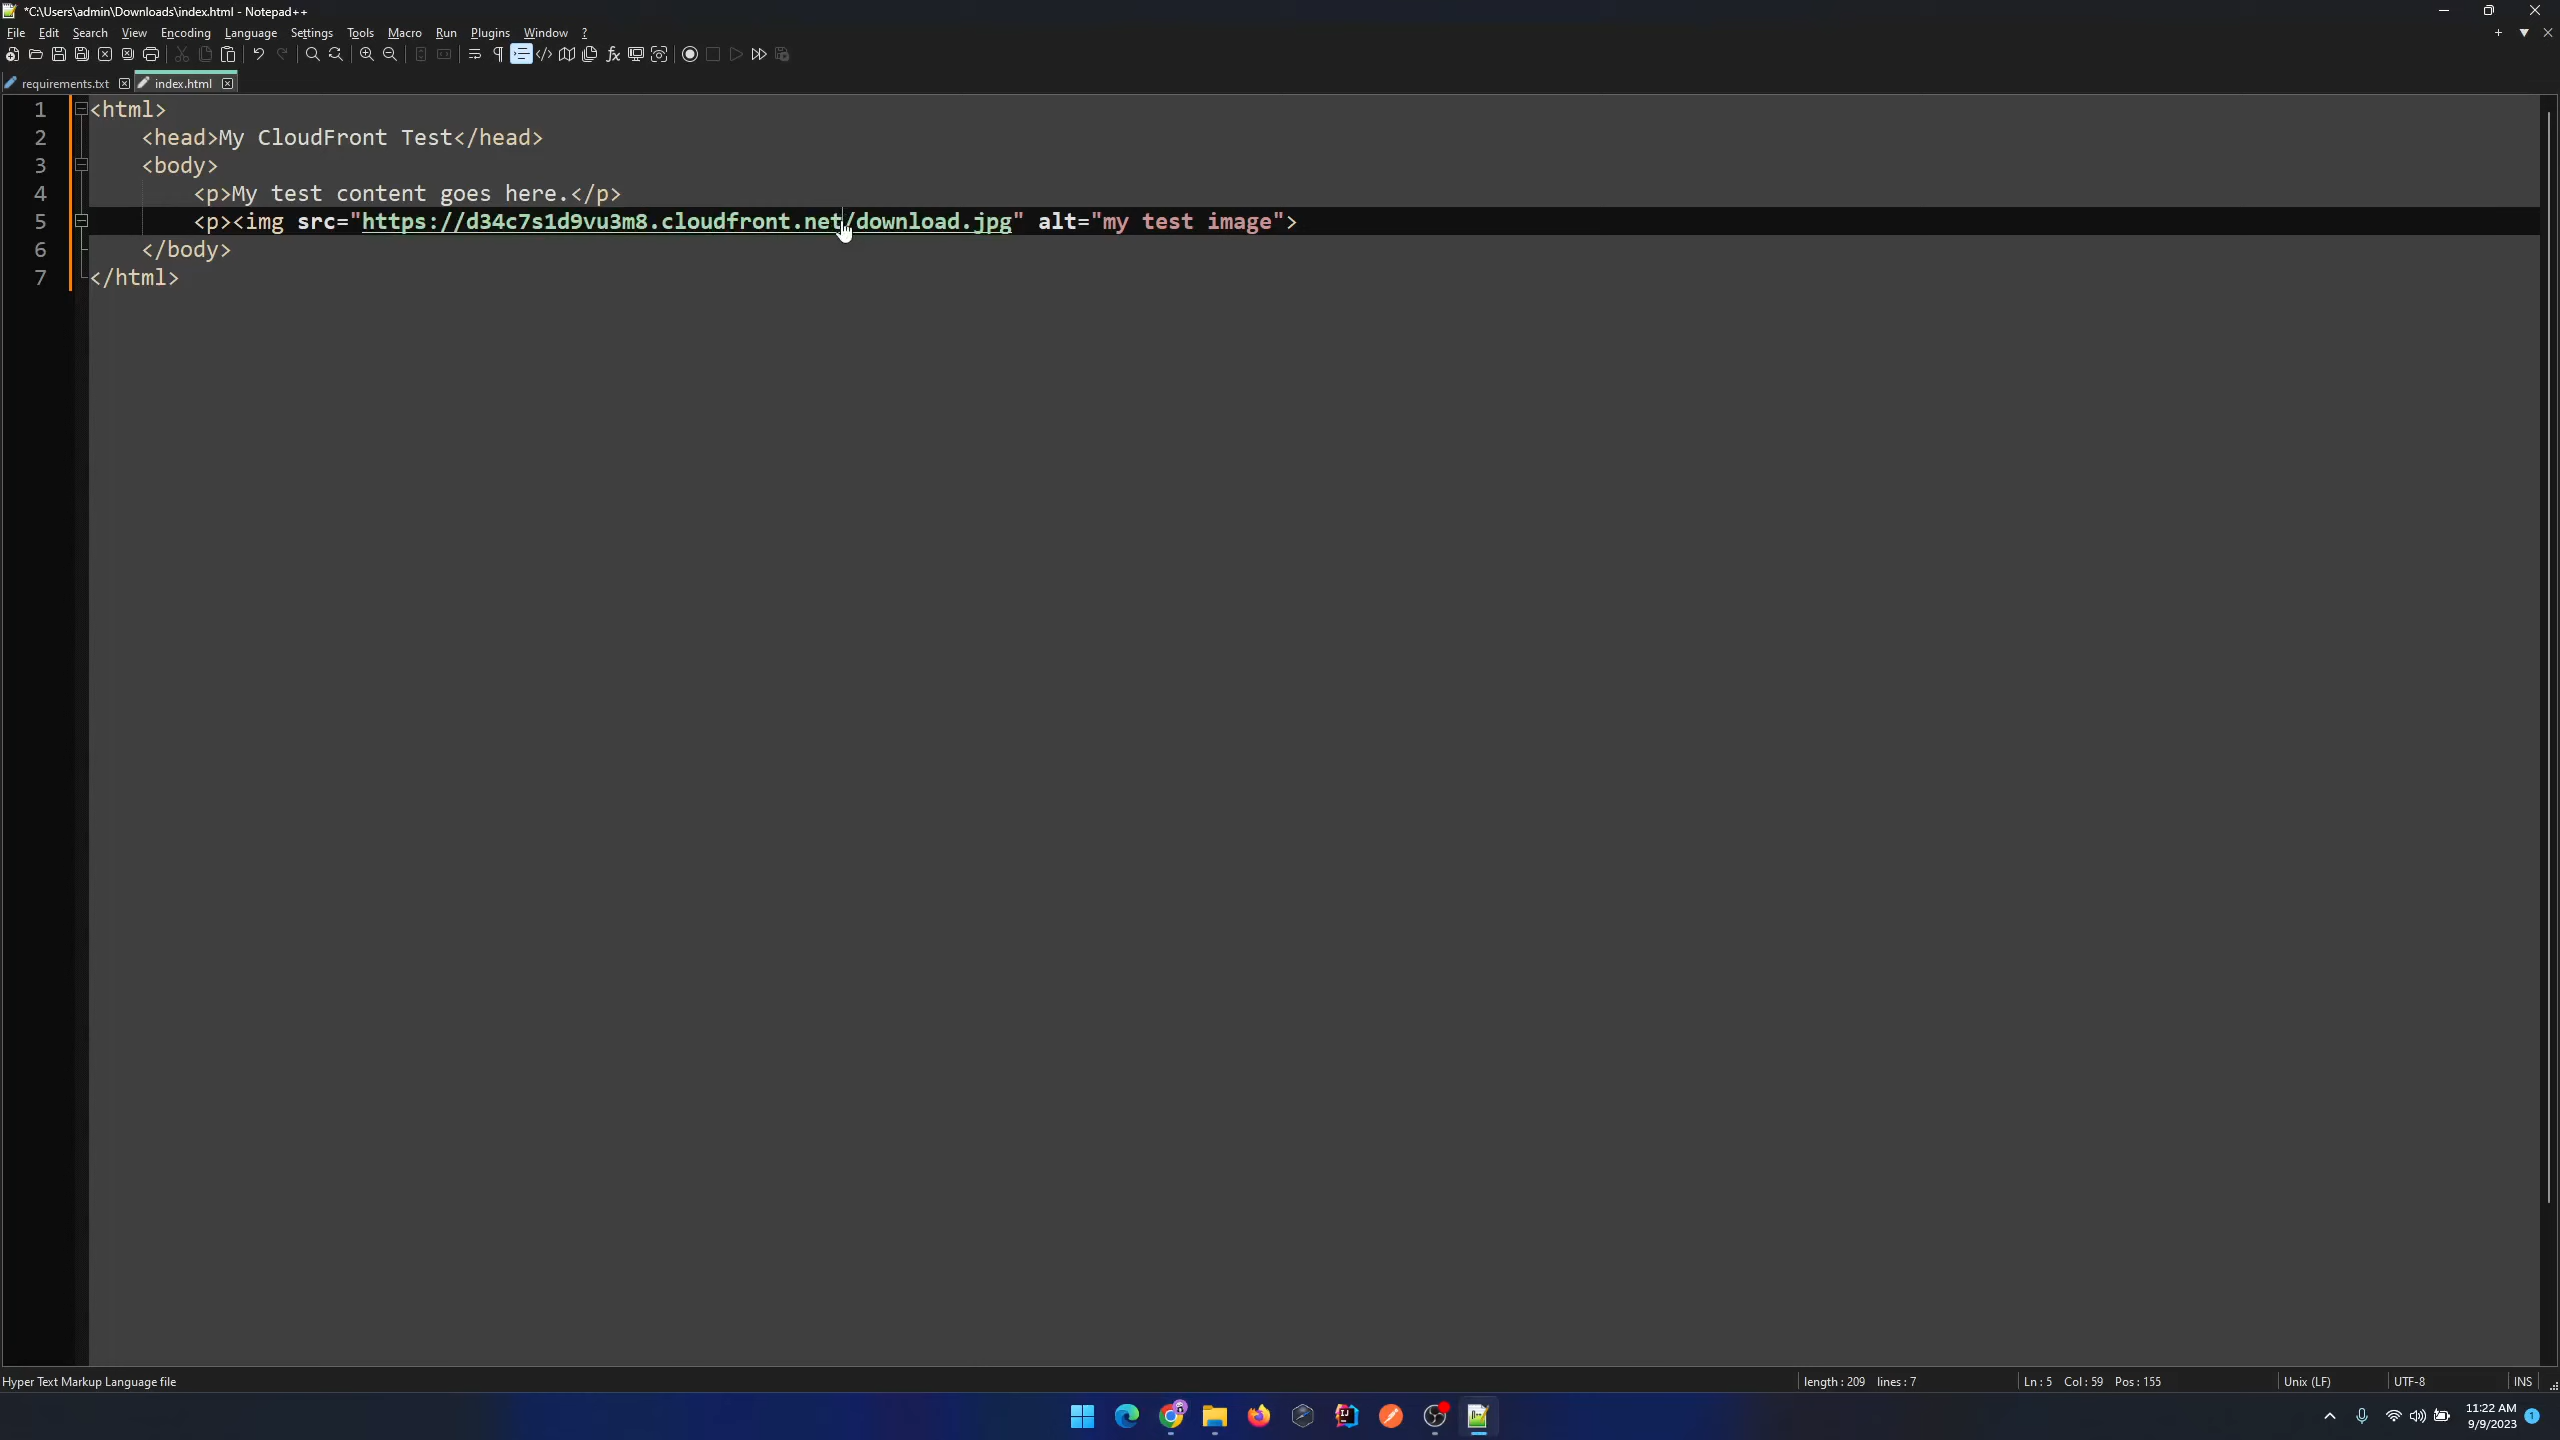 *C:\Users\admin\Downloads\index.html - Notepad++
File Edit Search View Encoding Language Settings Tools Macro Run Plugins Window ?
requirements.txt index.html
1 <html>
2 <head>My CloudFront Test</head>
3 <body>
4 <p>My test content goes here.</p>
5 <p><img src="https://d34c7s1d9vu3m8.cloudfront.net/download.jpg" alt="my test image">
6 </body>
7 </html>
Hyper Text Markup Language file length : 209 lines : 7 Ln : 5 Col : 59 Pos : 155 Unix (LF) UTF-8 INS
11:22 AM
9/9/2023
1